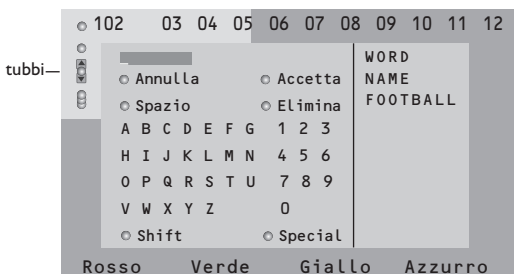 102 03 04 05 06 07 08 09 10 11 12
tubbi
WORD
Annulla Accetta NAME
Spazio Elimina FOOTBALL
A B C D E F G 1 2 3
H I J K L M N 4 5 6
O P Q R S T U 7 8 9
V W X Y Z 0
Shift Special
Rosso Verde Giallo Azzurro